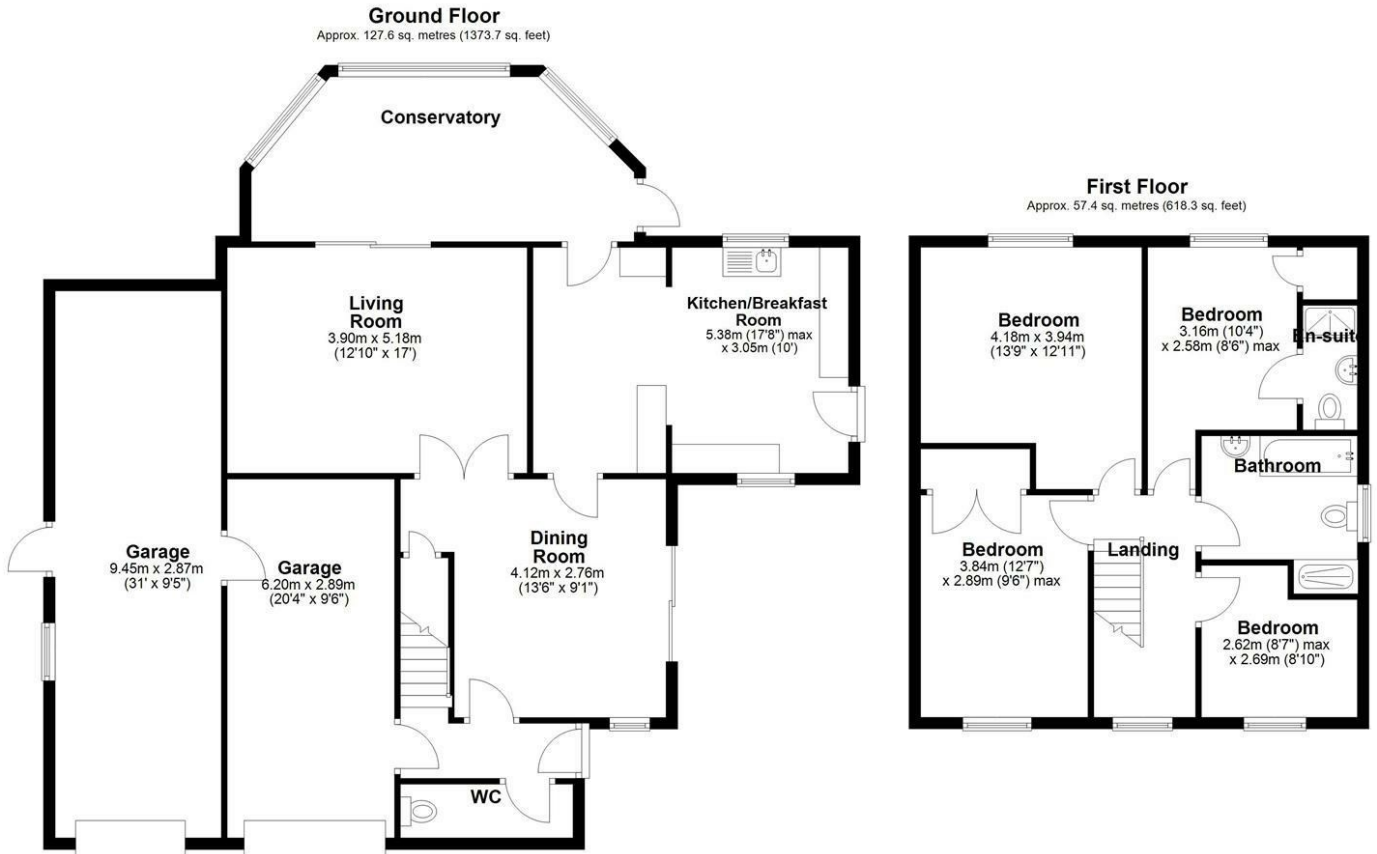 Ground Floor
Approx. 127.6 sq. metres (1373.7 sq. feet)
Conservatory
Living
Room
3.90m x 5.18m
(12'10" x 17')
Kitchen/Breakfast
Room
5.38m (17'8") max
x 3.05m (10')
Garage
9.45m x 2.87m
(31' x 9'5")
Garage
6.20m x 2.89m
(20'4" x 9'6")
Dining
Room
4.12m x 2.76m
(13'6" x 9'1")
WC
First Floor
Approx. 57.4 sq. metres (618.3 sq. feet)
Bedroom
4.18m x 3.94m
(13'9" x 12'11")
Bedroom
3.16m (10'4")
x 2.58m (8'6") max
En-suite
Bathroom
Bedroom
3.84m (12'7")
x 2.89m (9'6") max
Landing
Bedroom
2.62m (8'7") max
x 2.69m (8'10")